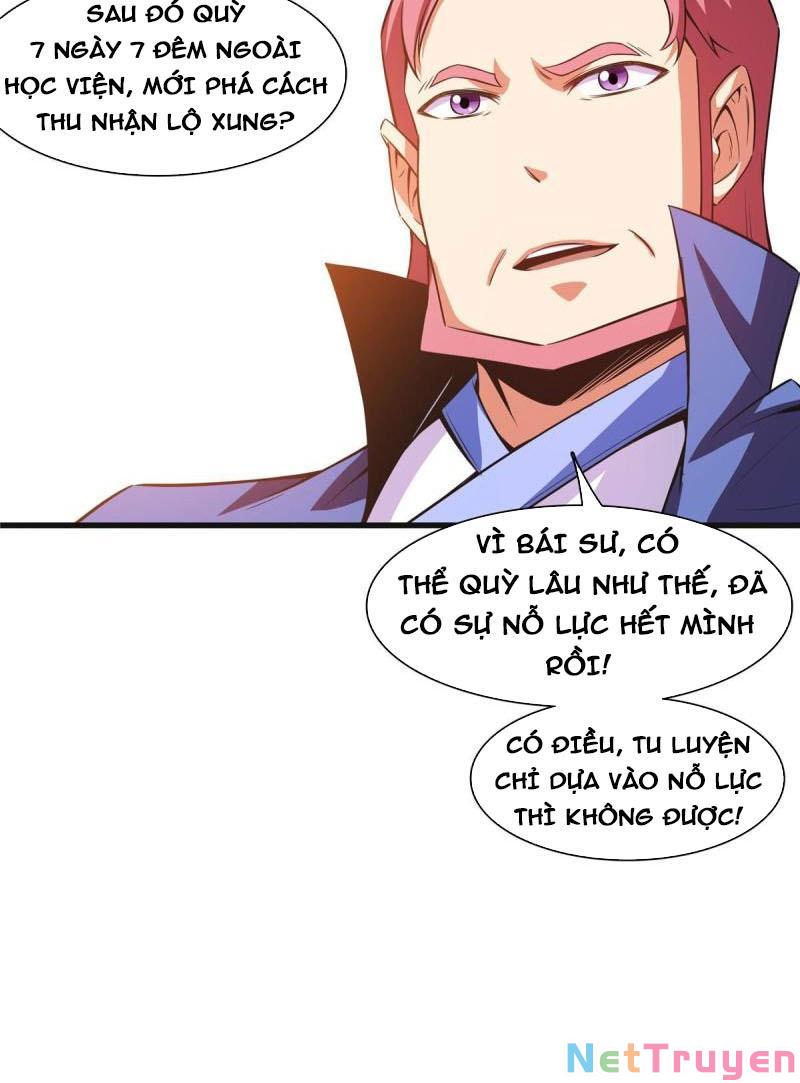 SAU ĐÓ QUỲ
7 NGÀY 7 ĐÊM NGOÀI
HỌC VIỆN, MỚI PHÁ CÁCH
THU NHẬN LỘ XUNG?
VÌ BÁI SƯ, CÓ
THỂ QUỲ LÂU NHƯ THẾ, ĐÃ
CÓ SỰ NỖ LỰC HẾT MÌNH
RỒI!
CÓ ĐIỀU, TU LUYỆN
CHỈ DỰA VÀO NỖ LỰC
THÌ KHÔNG ĐƯỢC!
NetTruyen